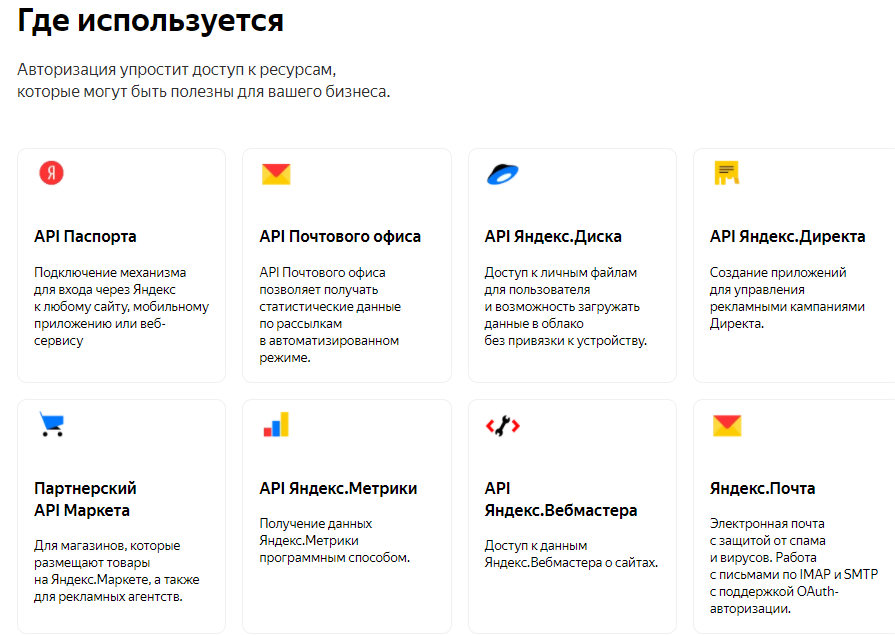 Где используется
Авторизация упростит доступ к ресурсам,
которые могут быть полезны для вашего бизнеса.
Я
API Паспорта
Подключение механизма
для входа через Яндекс
к любому сайту, мобильному
приложению или веб-
сервису
API Почтового офиса
API Почтового офиса
позволяет получать
статистические данные
по рассылкам
в автоматизированном
режиме.
API Яндекс.Диска
Доступ к личным файлам
для пользователя
и возможность загружать
данные в облако
без привязки к устройству.
API Яндекс.Директа
Создание приложений
для управления
рекламными кампаниями
Директа.
Партнерский
API Маркета
Для магазинов, которые
размещают товары
на Яндекс.Маркете, а также
для рекламных агентств.
API Яндекс.Метрики
Получение данных
Яндекс.Метрики
программным способом.
API
Яндекс.Вебмастера
Доступ к данным
Яндекс.Вебмастера о сайтах.
Яндекс.Почта
Электронная почта
с защитой от спама
и вирусов. Работа
с письмами по IMAP и SMTP
с поддержкой OAuth-
авторизации.